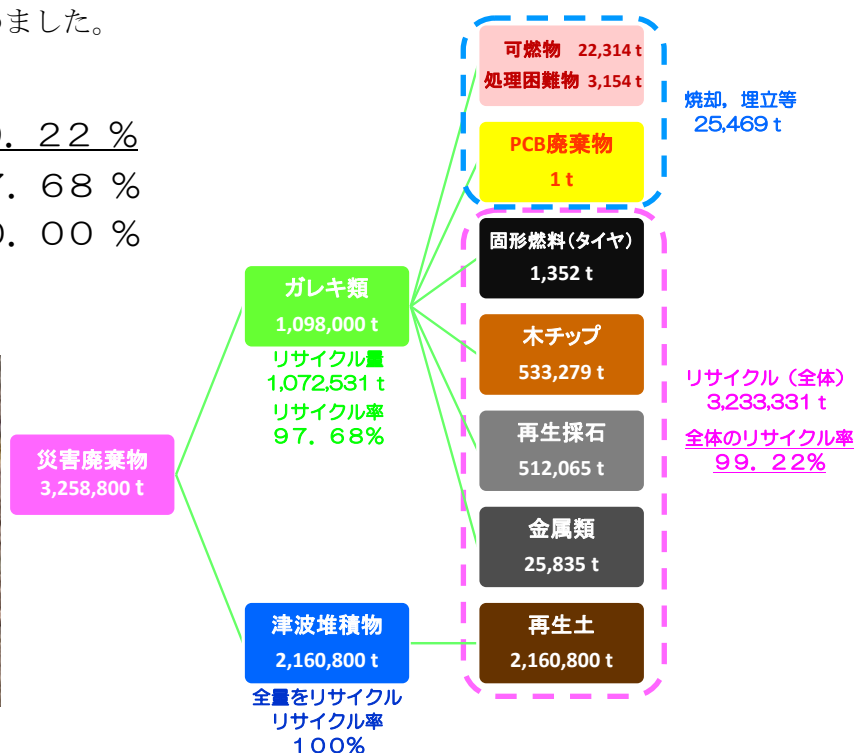 ました。
．２２ %
．６８ %
．００ %
災害廃棄物
3,258,800 t
ガレキ類
1,098,000 t
リサイクル量
1,072,531 t
リサイクル率
９７．６８%
津波堆積物
2,160,800 t
全量をリサイクル
リサイクル率
１００%
可燃物 22,314 t
処理困難物 3,154 t
PCB廃棄物
1 t
固形燃料（タイヤ）
1,352 t
木チップ
533,279 t
再生採石
512,065 t
金属類
25,835 t
再生土
2,160,800 t
焼却，埋立等
25,469 t
リサイクル（全体）
3,233,331 t
全体のリサイクル率
９９．２２%